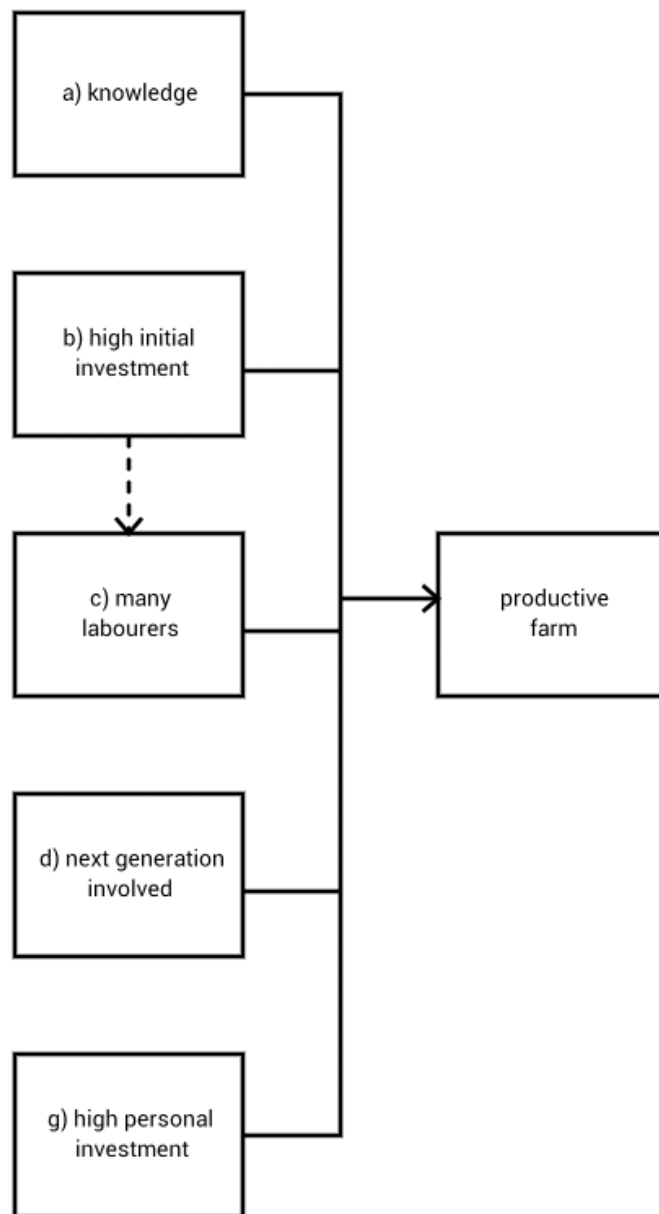 a) knowledge
b) high initial
investment
c) many
labourers
productive
farm
d) next generation
involved
g) high personal
investment